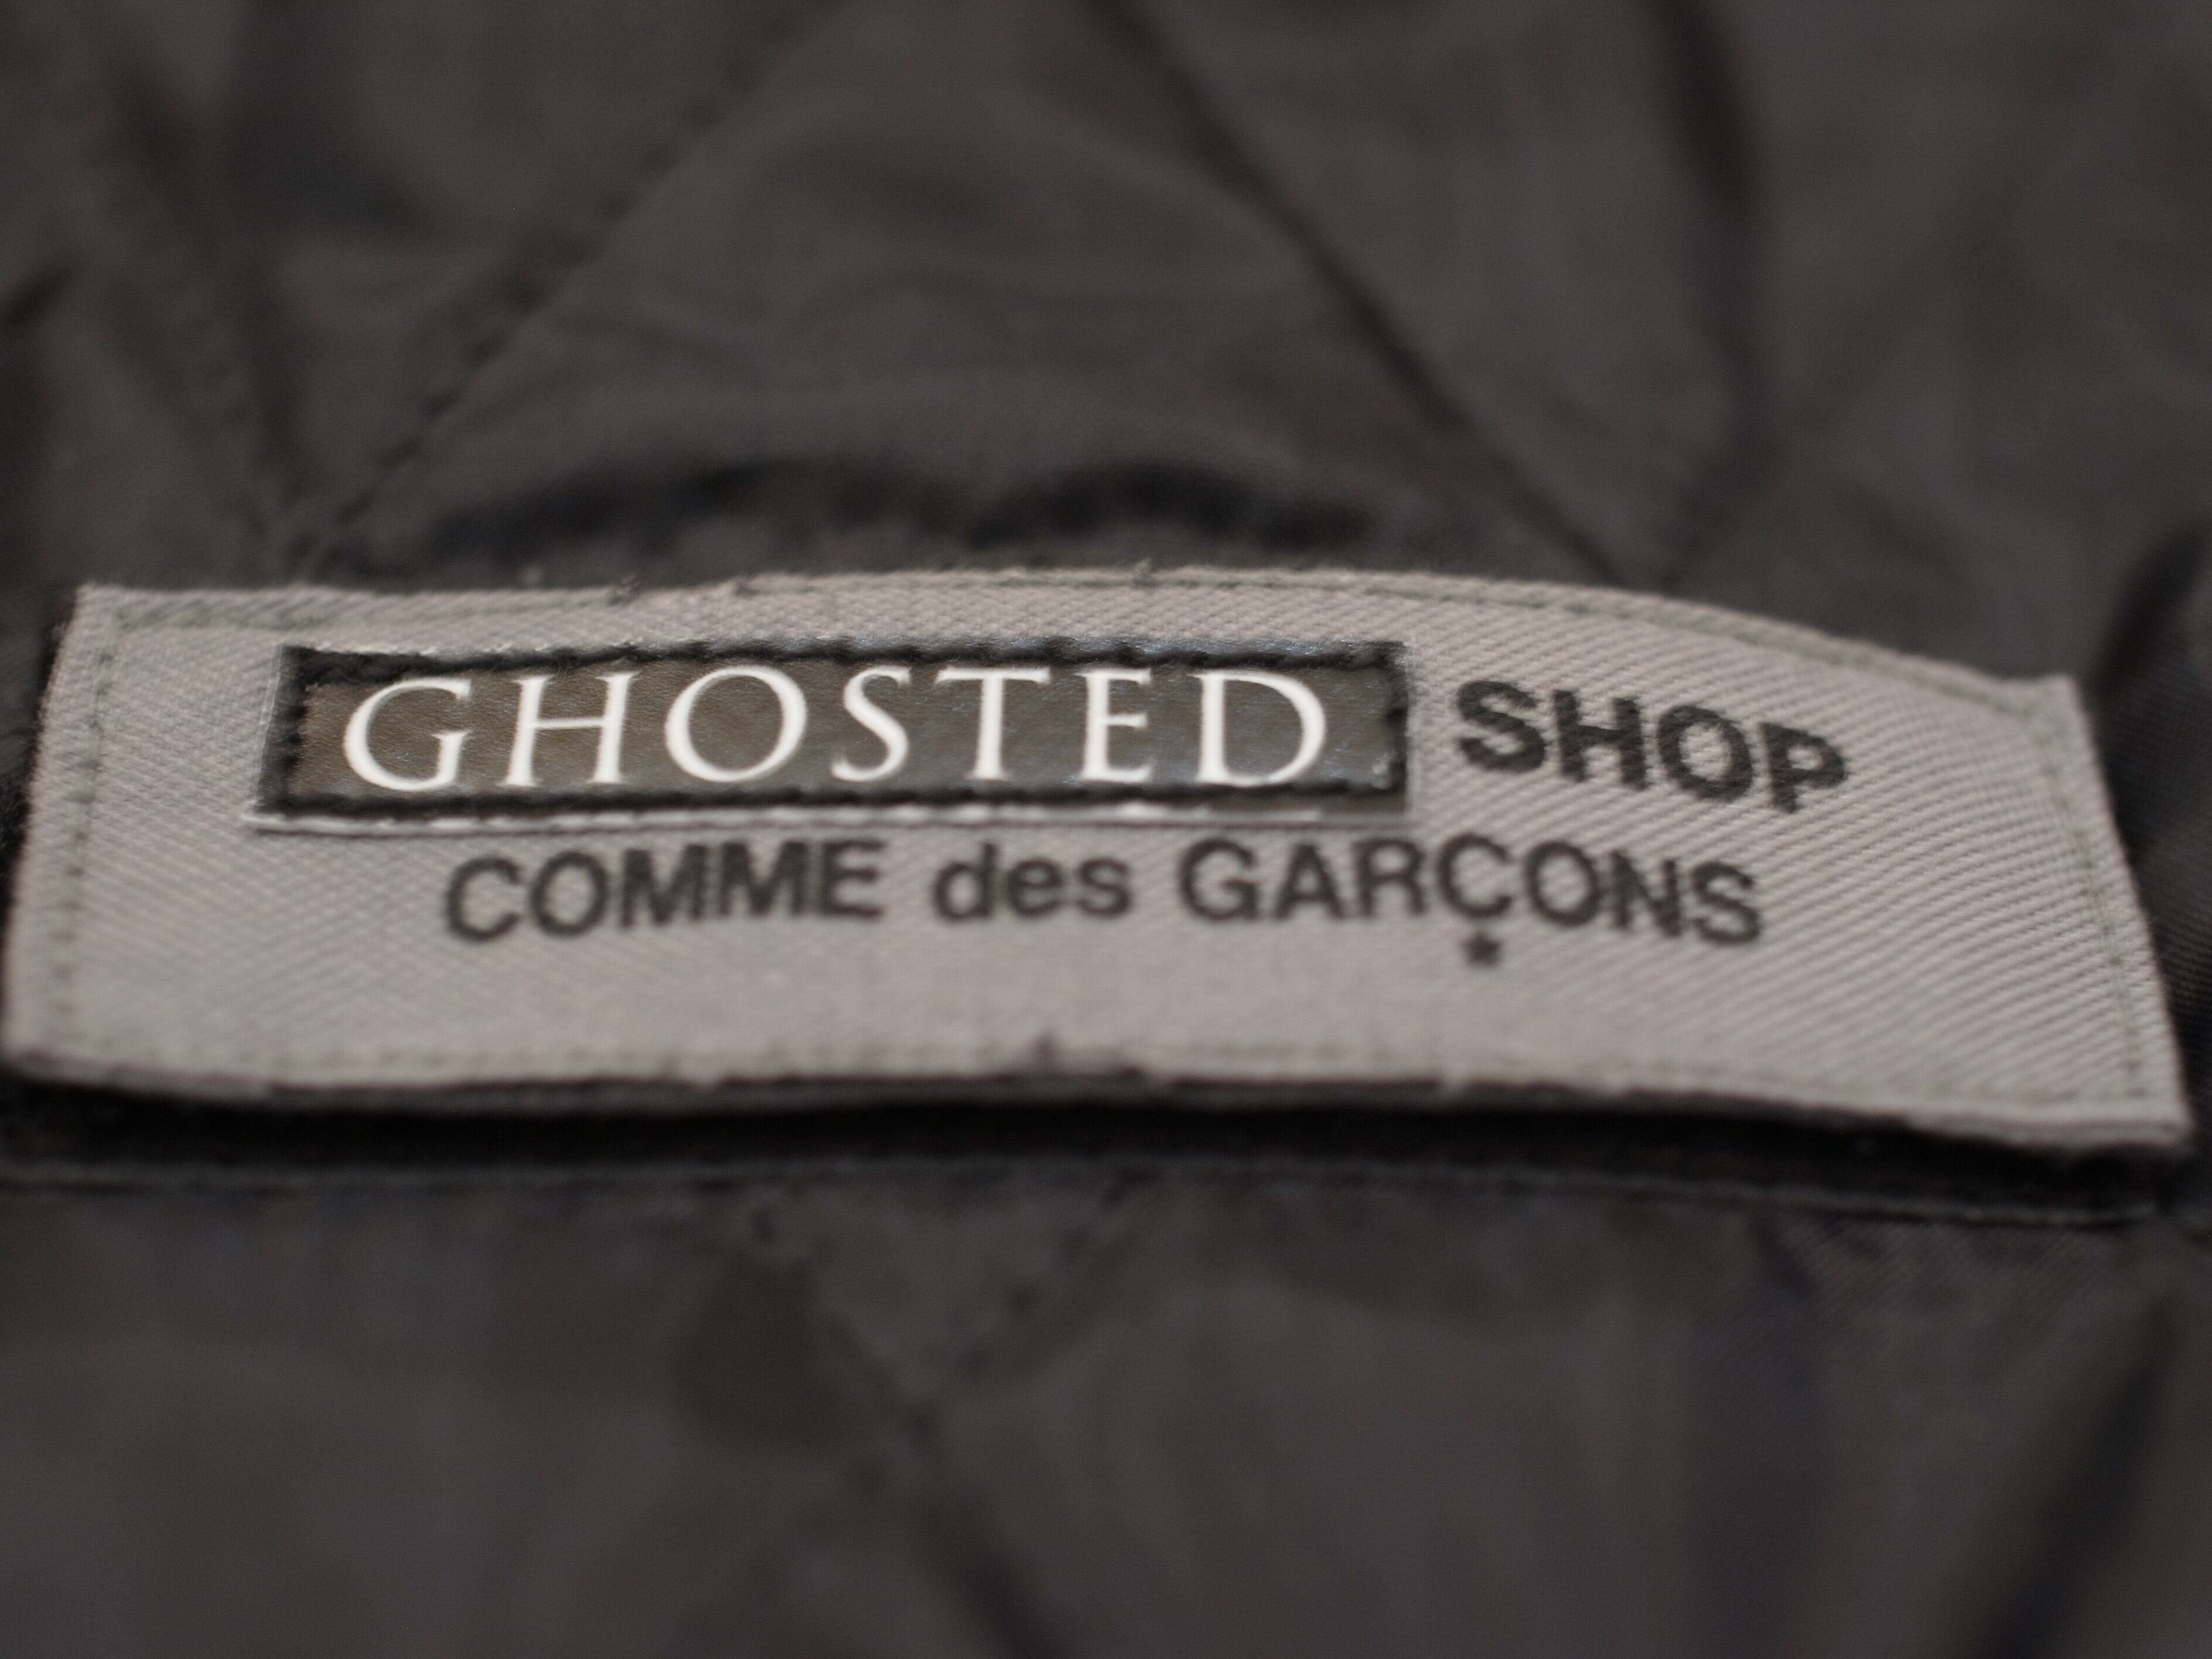 GHOSTED SHOP
COMME des GARÇONS
*